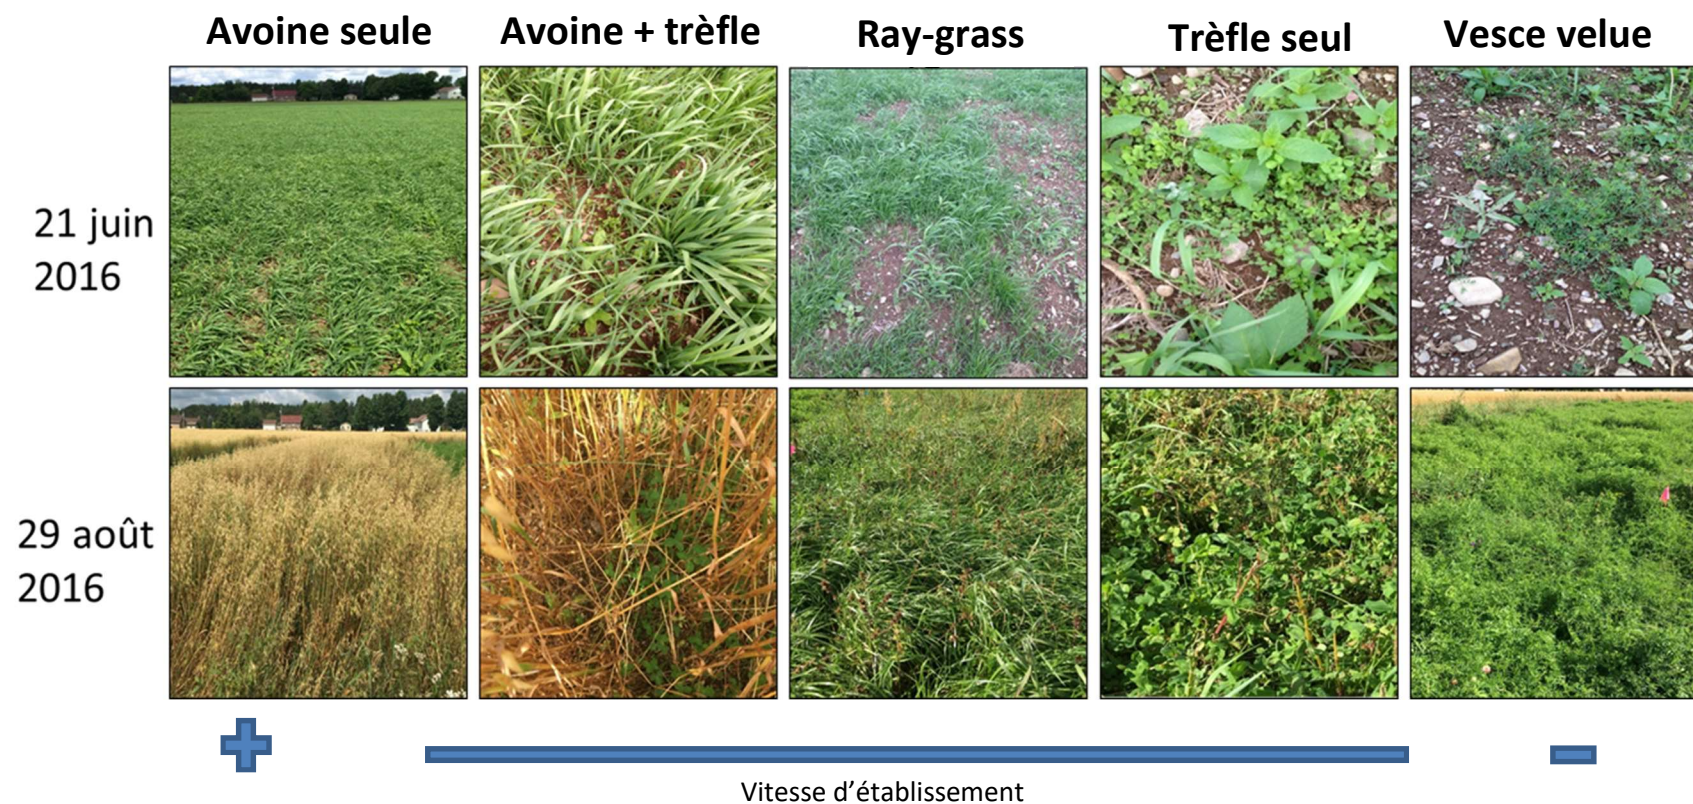 Avoine seule
Avoine + trèfle
Ray-grass
Trèfle seul
Vesce velue
21 juin
2016
29 août
2016
Vitesse d'établissement